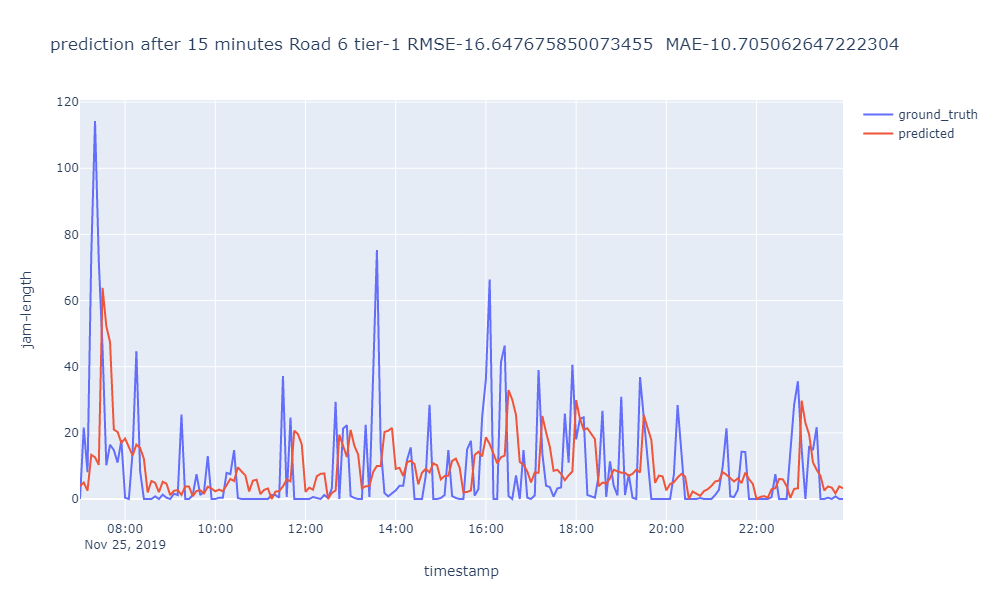 prediction after 15 minutes Road 6 tier-1 RMSE-16.647675850073455  MAE-10.705062647222304
ground_truth
predicted
jam-length
120
100
80
60
40
20
0
08:00 10:00 12:00 14:00 16:00 18:00 20:00 22:00
Nov 25, 2019
timestamp